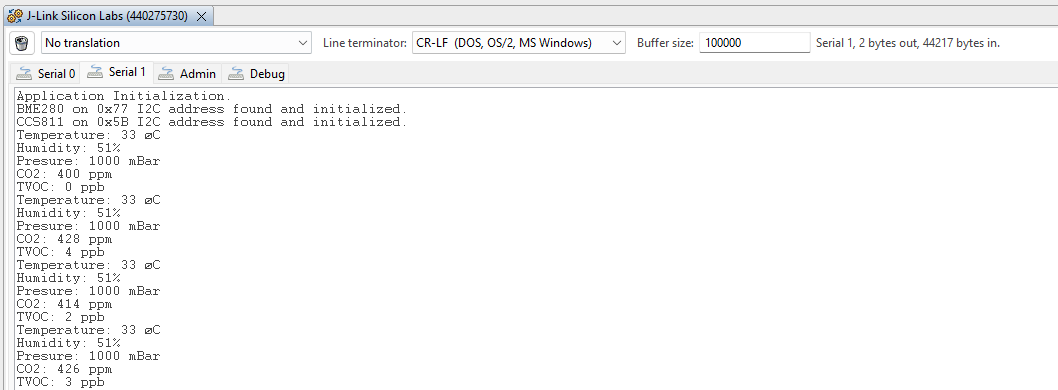 J-Link Silicon Labs (440275730)
No translation Line terminator: CR-LF (DOS, OS/2, MS Windows) Buffer size: 100000 Serial 1, 2 bytes out, 44217 bytes in.
Serial 0 Serial 1 Admin Debug
Application Initialization.
BME280 on 0x77 I2C address found and initialized.
CCS811 on 0x5B I2C address found and initialized.
Temperature: 33 øC
Humidity: 51%
Presure: 1000 mBar
CO2: 400 ppm
TVOC: 0 ppb
Temperature: 33 øC
Humidity: 51%
Presure: 1000 mBar
CO2: 428 ppm
TVOC: 4 ppb
Temperature: 33 øC
Humidity: 51%
Presure: 1000 mBar
CO2: 414 ppm
TVOC: 2 ppb
Temperature: 33 øC
Humidity: 51%
Presure: 1000 mBar
CO2: 426 ppm
TVOC: 3 ppb